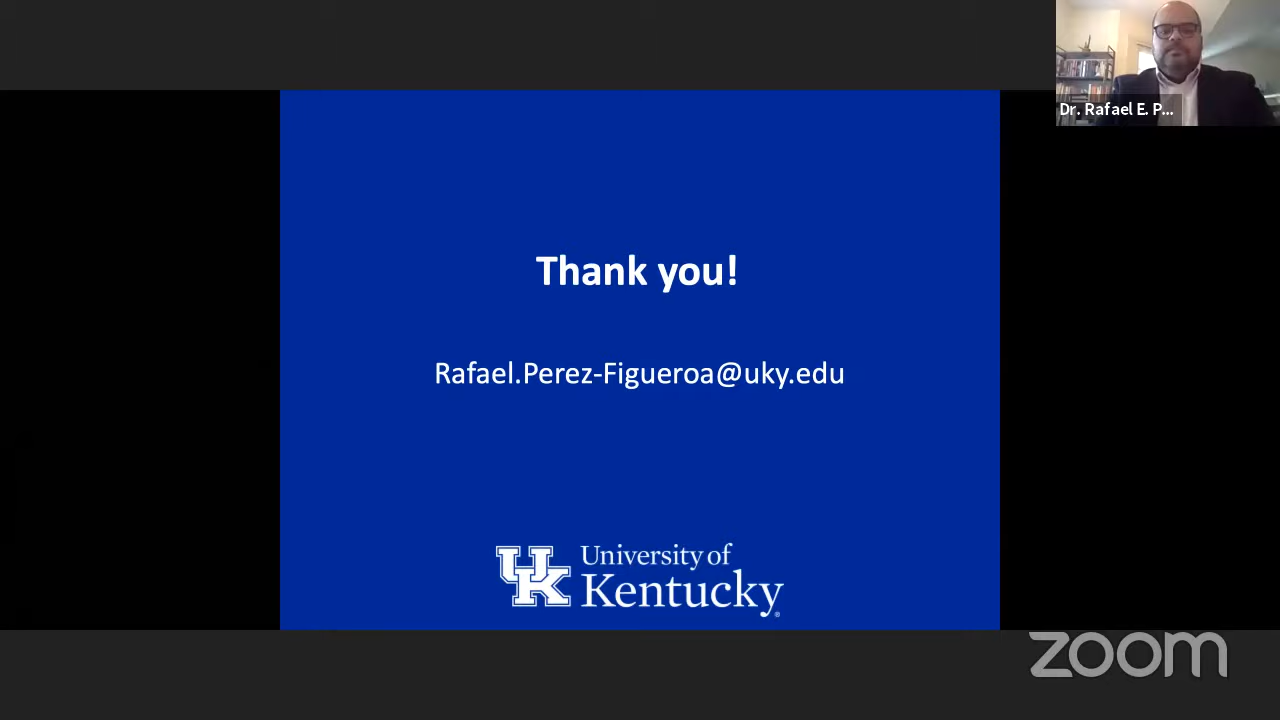 Dr. Rafael E. P...
Thank you!
Rafael.Perez-Figueroa@uky.edu
UK
University of
Kentucky®
zoom